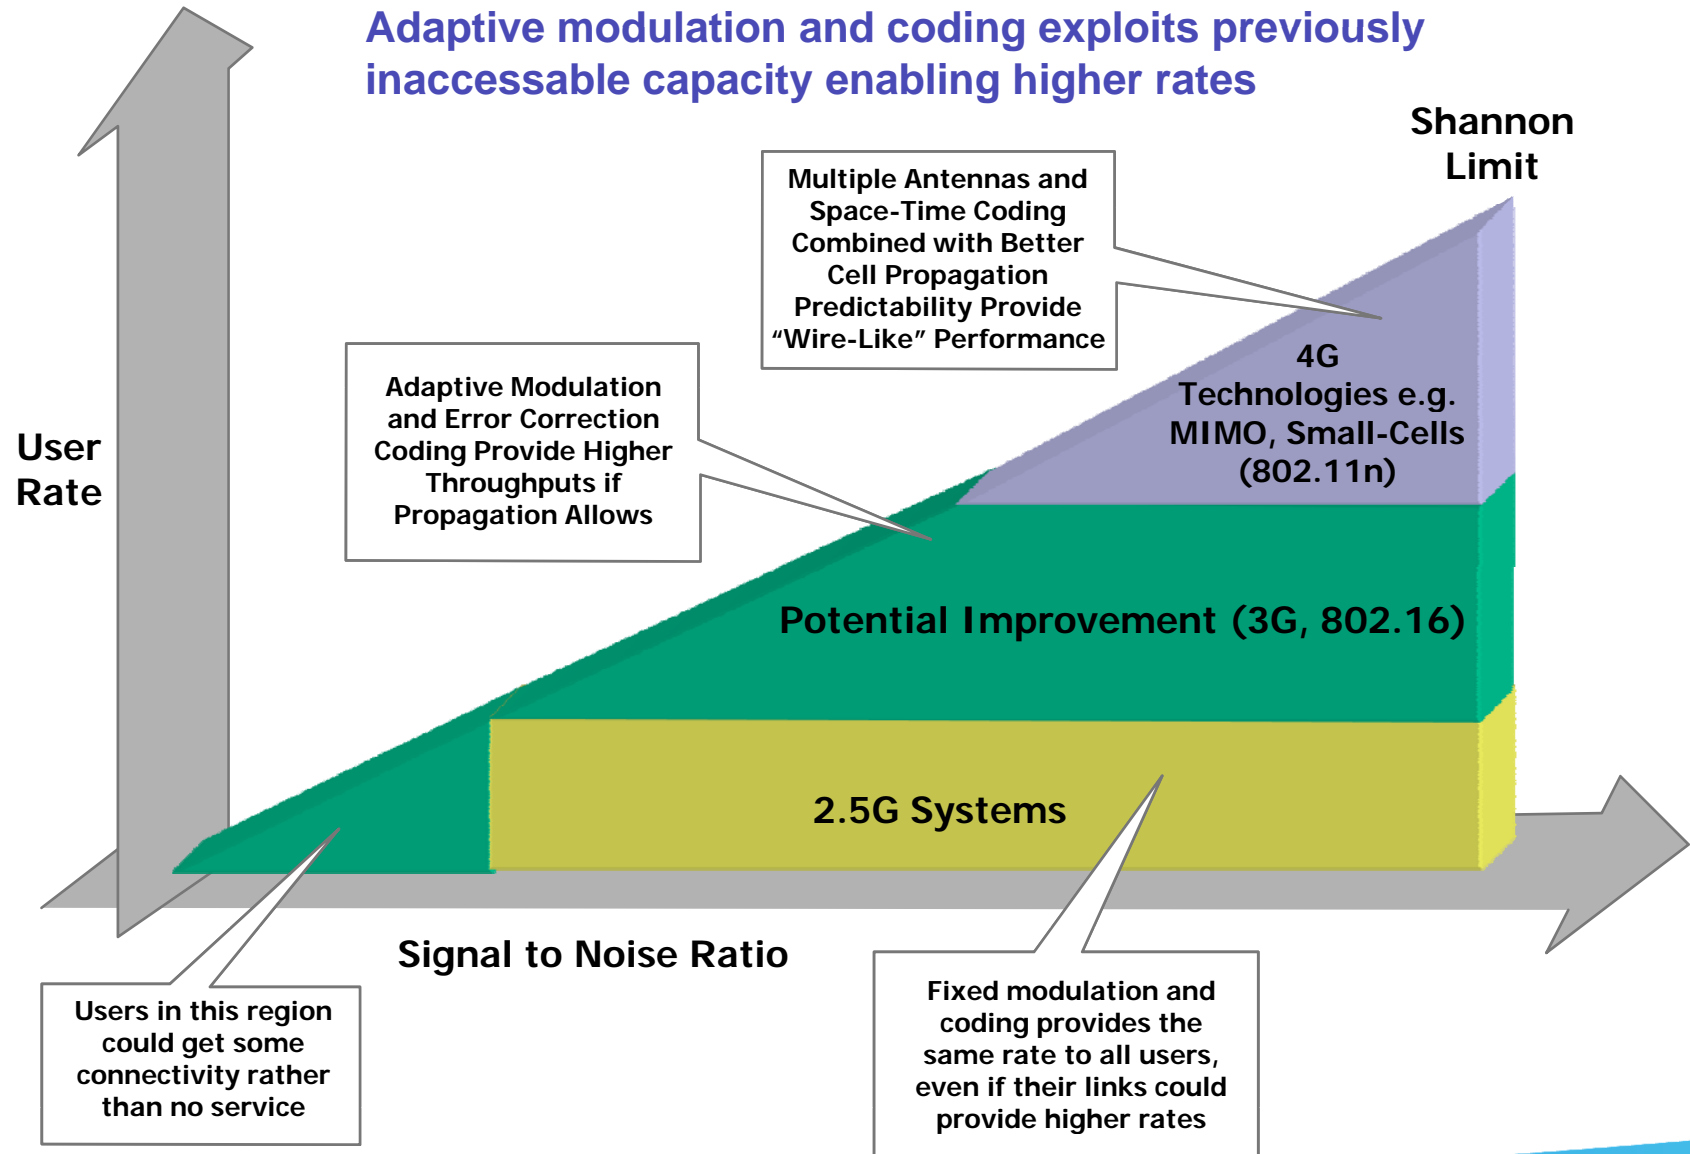 Adaptive modulation and coding exploits previously
inaccessable capacity enabling higher rates
Shannon
Limit
Multiple Antennas and
Space-Time Coding
Combined with Better
Cell Propagation
Predictability Provide
“Wire-Like” Performance
4G
Technologies e.g.
MIMO, Small-Cells
(802.11n)
Adaptive Modulation
and Error Correction
Coding Provide Higher
Throughputs if
Propagation Allows
User
Rate
Potential Improvement (3G, 802.16)
2.5G Systems
Signal to Noise Ratio
Users in this region
could get some
connectivity rather
than no service
Fixed modulation and
coding provides the
same rate to all users,
even if their links could
provide higher rates